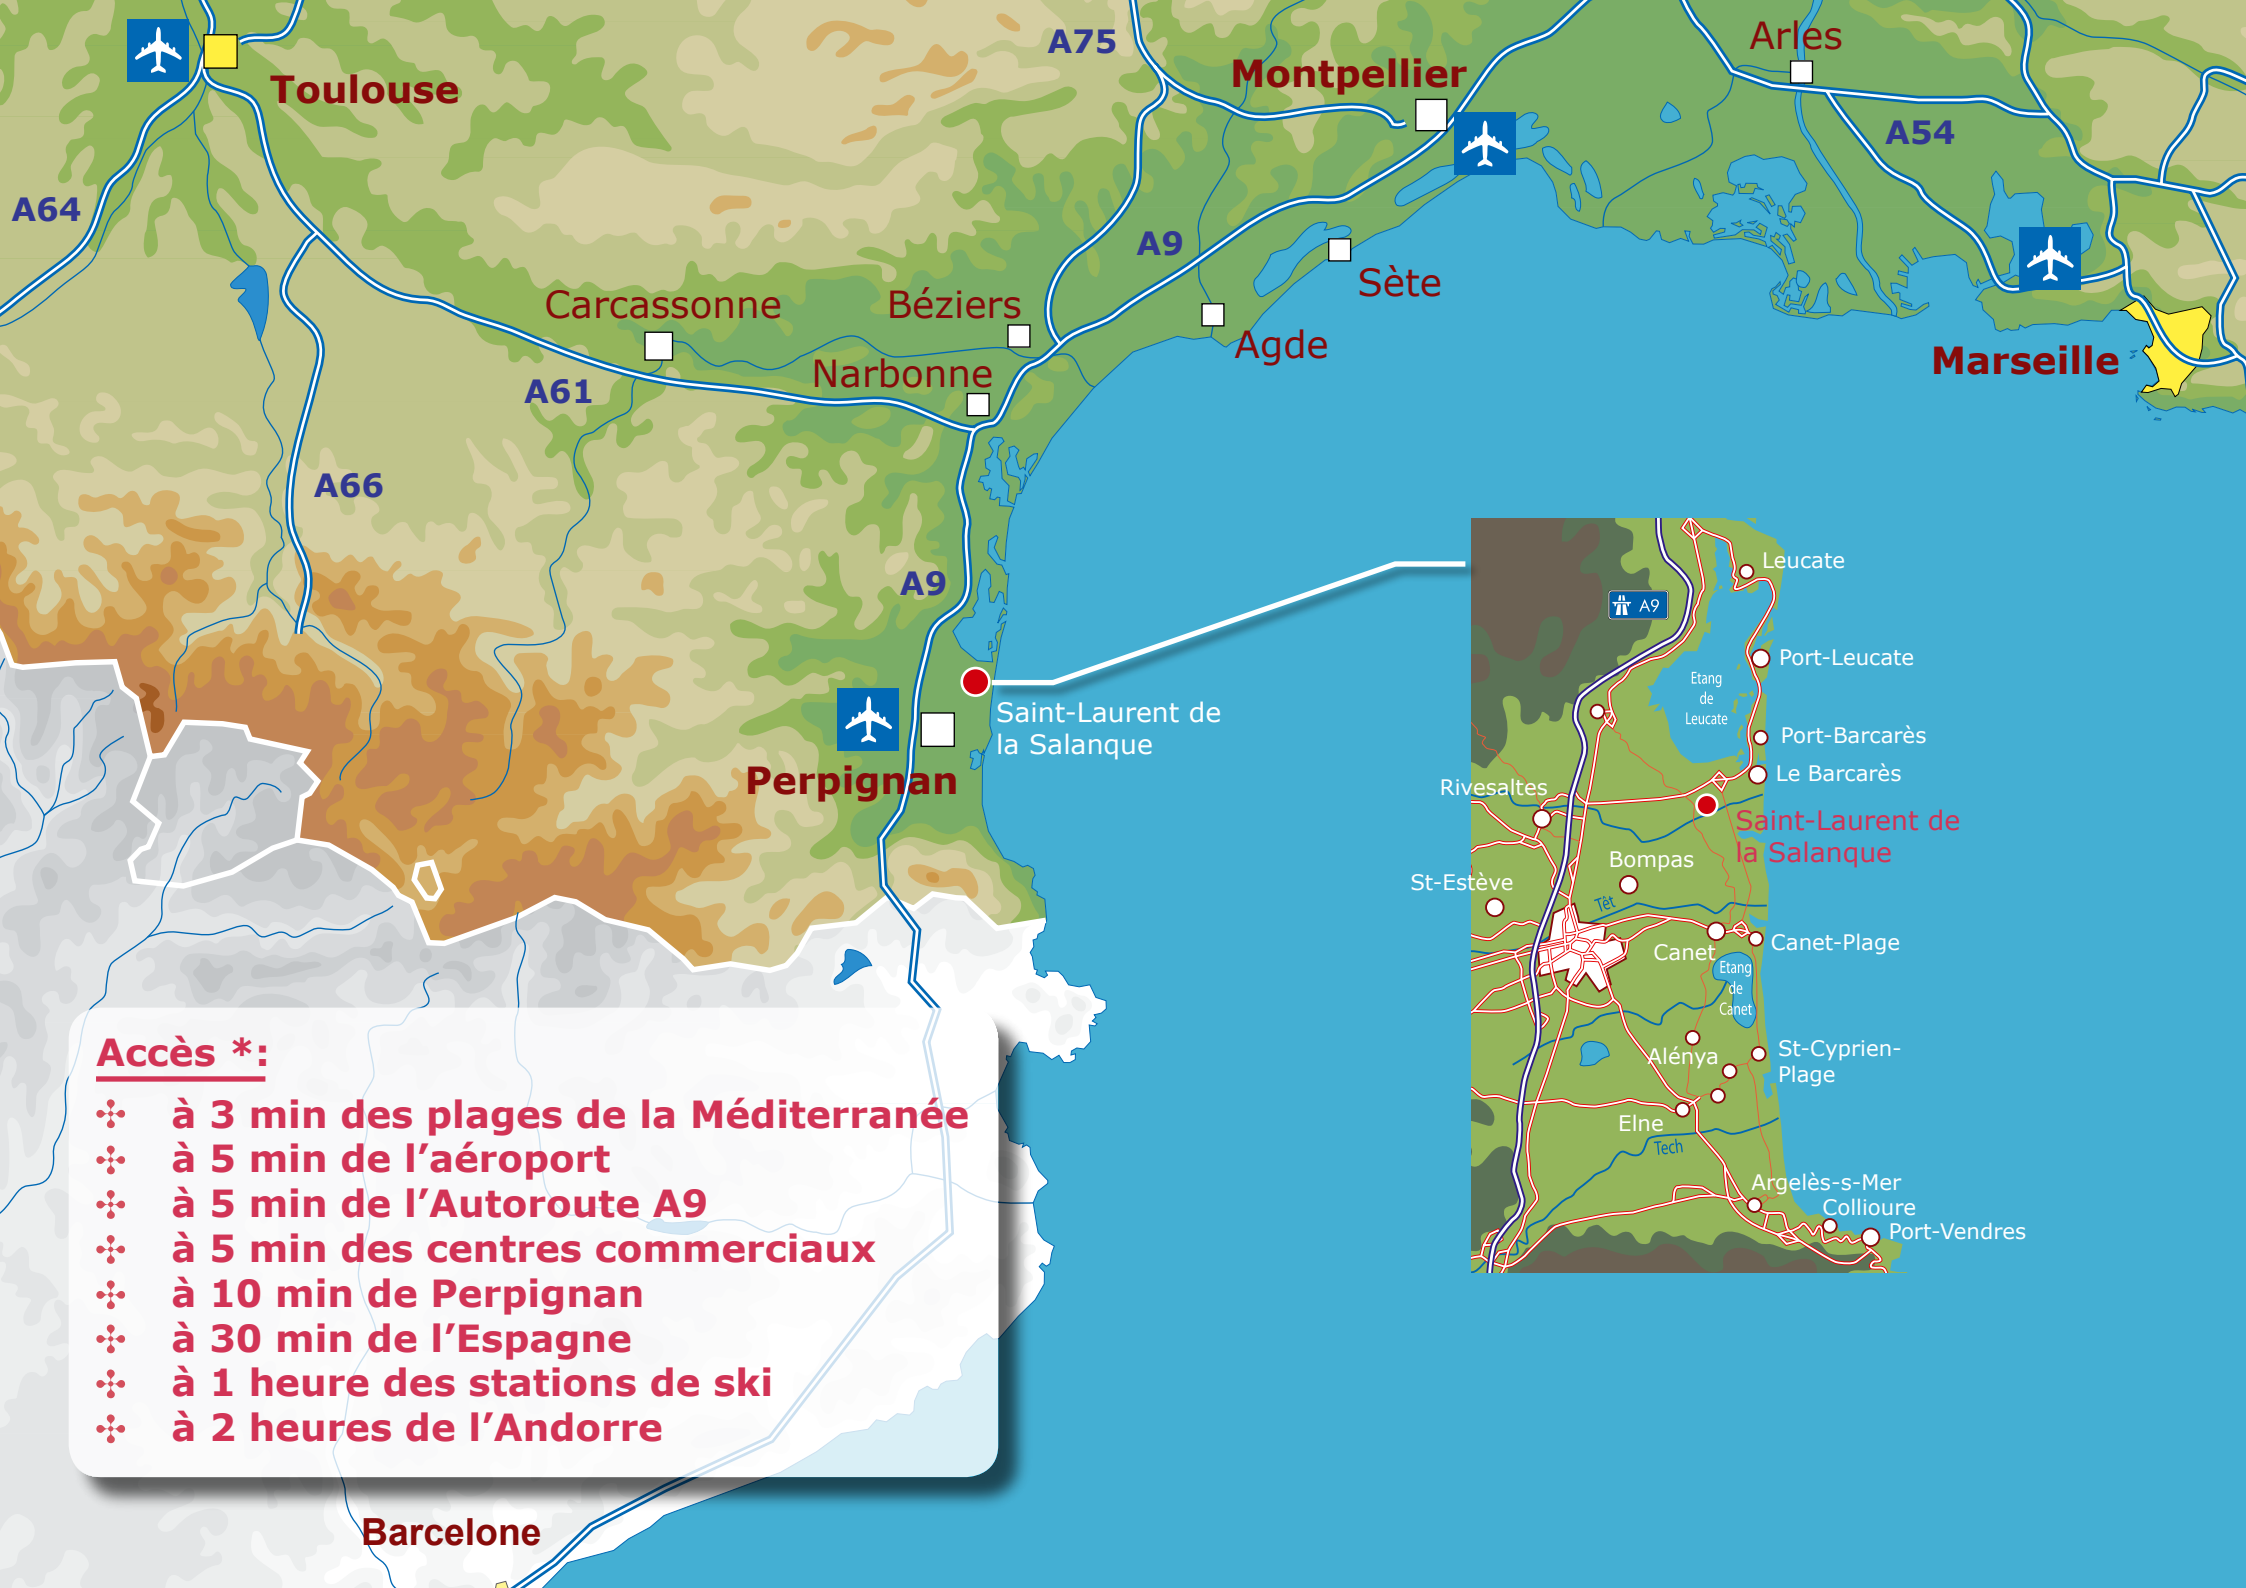 A75
Arles
Montpellier
Toulouse
A54
A64
A9
Sète
Carcassonne
Béziers
Agde
Marseille
Narbonne
A61
A66
A9
Saint-Laurent de
la Salanque
Perpignan
Leucate
A9
Port-Leucate
Etang
de
Leucate
Port-Barcarès
Le Barcarès
Rivesaltes
Saint-Laurent de
la Salanque
Bompas
St-Estève
Têt
Canet
Canet-Plage
Etang
de
Canet
Alénya
St-Cyprien-
Plage
Elne
Tech
Argelès-s-Mer
Collioure
Port-Vendres
Accès *:
à 3 min des plages de la Méditerranée
à 5 min de l’aéroport
à 5 min de l’Autoroute A9
à 5 min des centres commerciaux
à 10 min de Perpignan
à 30 min de l’Espagne
à 1 heure des stations de ski
à 2 heures de l’Andorre
Barcelone